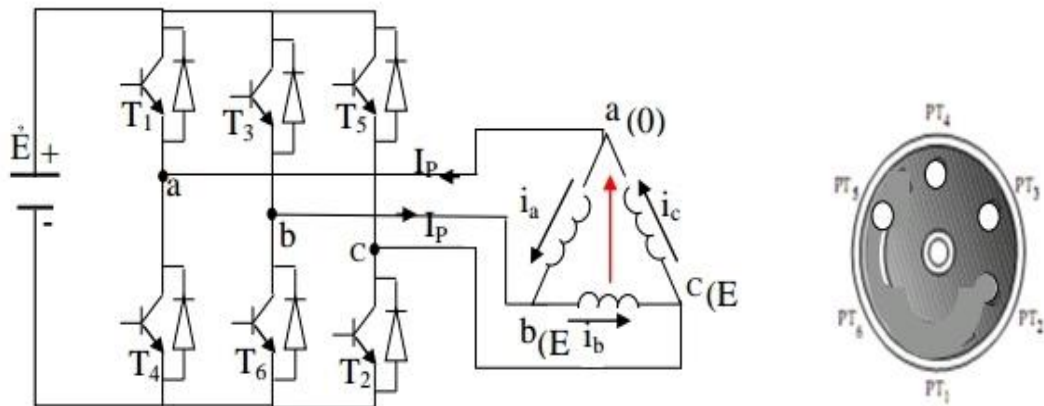 T1
T3
T5
Ė +
-
a
IP
b
IP
C
T4
T6
T2
a (0)
ia
ic
b(E
ib
C(E
PT4
PT5
PT3
PT6
PT2
PT1